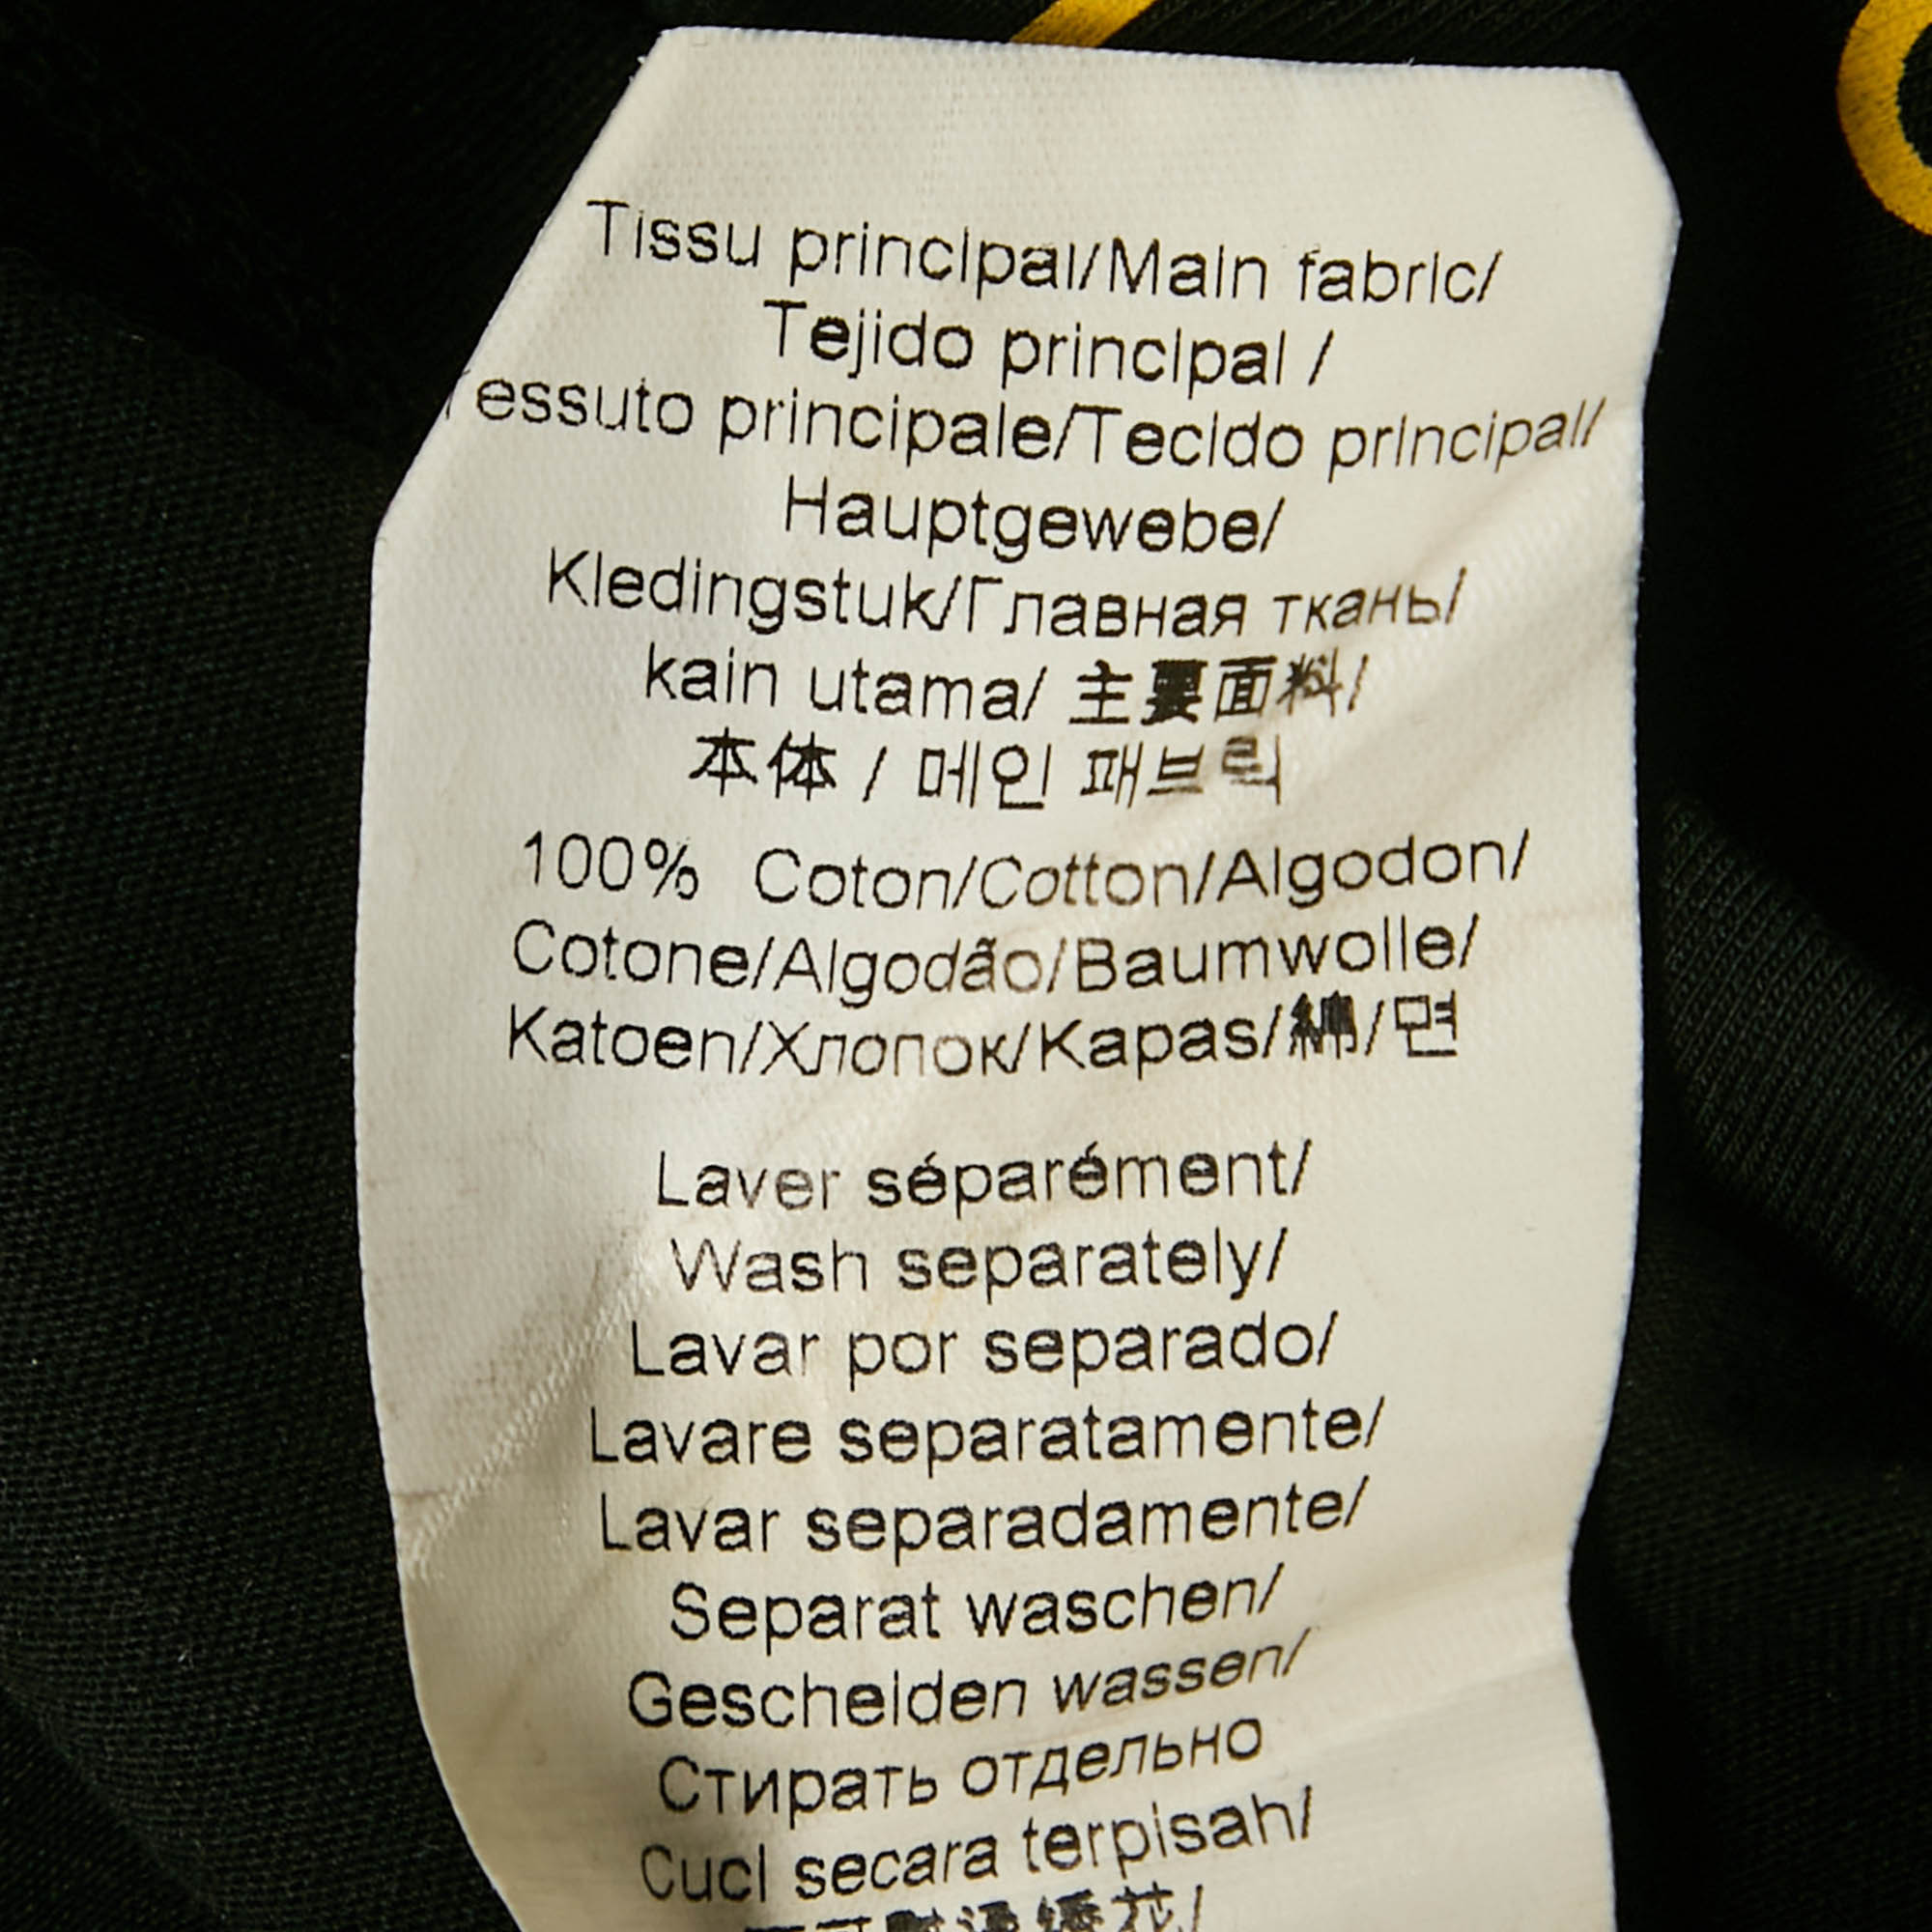 Tissu principal/Main fabric/
Tejido principal /
Tessuto principale/Tecido principal/
Hauptgewebe/
Kledingstuk/Главная ткань/
kain utama/ 主要面料/
本体 / 메인 패브릭
100% Coton/Cotton/Algodon/
Cotone/Algodão/Baumwolle/
Katoen/Хлопок/Kapas/綿/면
Laver séparément/
Wash separately/
Lavar por separado/
Lavare separatamente/
Lavar separadamente/
Separat waschen/
Gescheiden wassen/
Стирать отдельно
Cuci secara terpisah/